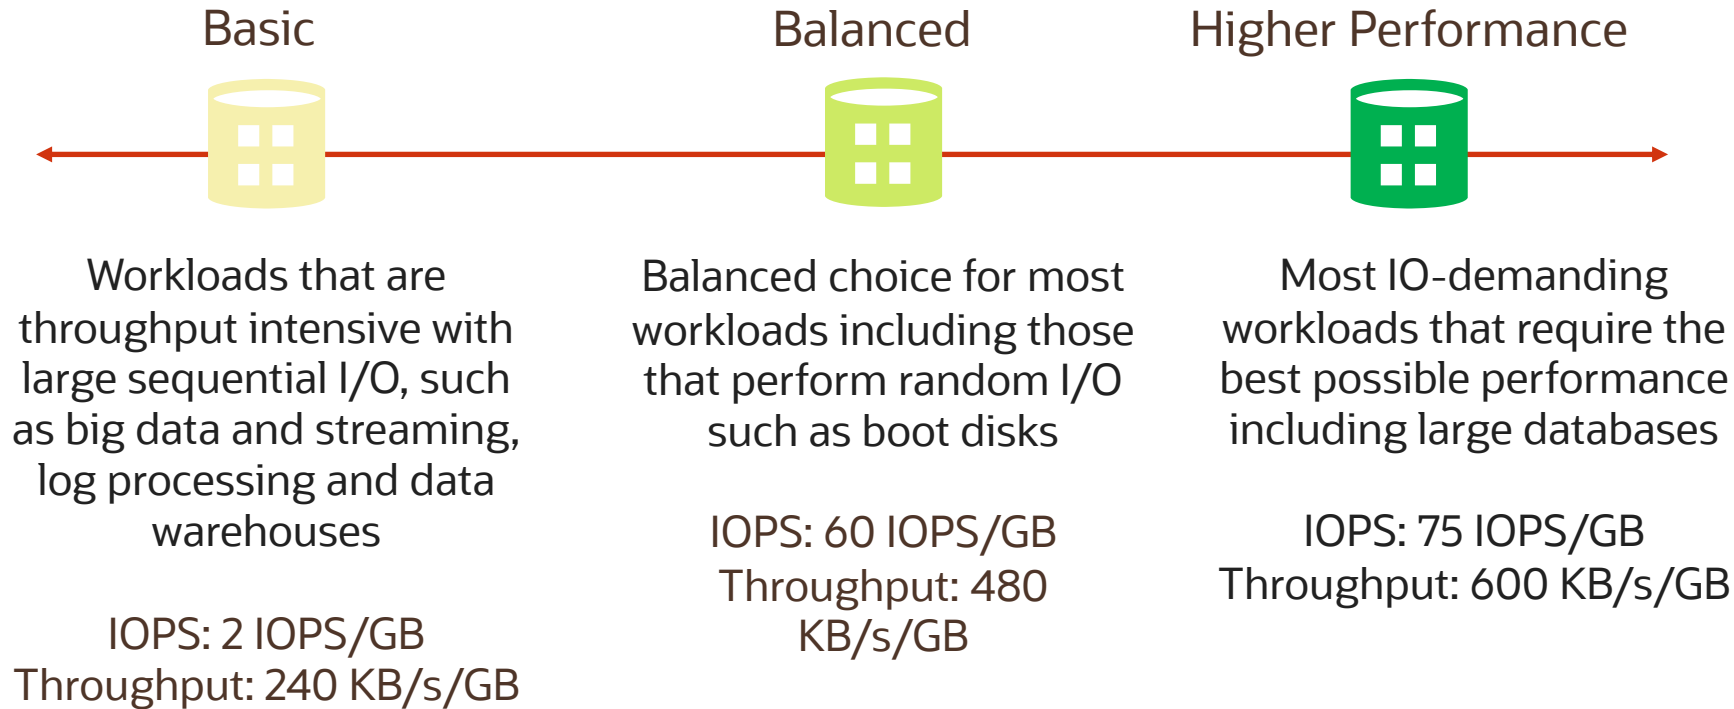 Basic
Workloads that are
throughput intensive with
large sequential I/O, such
as big data and streaming,
log processing and data
warehouses
IOPS: 2 IOPS/GB
Throughput: 240 KB/s/GB
Balanced
Balanced choice for most
workloads including those
that perform random I/O
such as boot disks
IOPS: 60 IOPS/GB
Throughput: 480
KB/s/GB
Higher Performance
Most IO-demanding
workloads that require the
best possible performance
including large databases
IOPS: 75 IOPS/GB
Throughput: 600 KB/s/GB